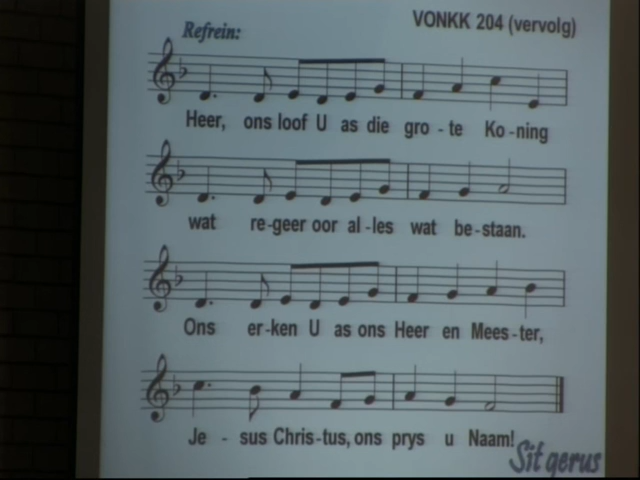 VONKK 204 (vervolg)
Refrein:
Heer, ons loof U as die gro - te Ko - ning
wat re - geer oor al - les wat be - staan.
Ons er - ken U as ons Heer en Mees - ter,
Je - sus Chris - tus, ons prys u Naam!
Sit gerus